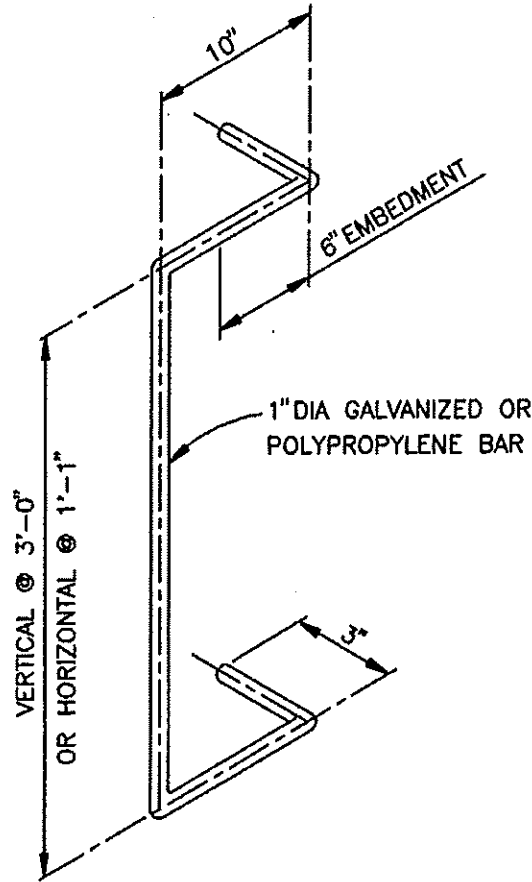 10"
6" EMBEDMENT
1" DIA GALVANIZED OR
POLYPROPYLENE BAR
VERTICAL @ 3'-0"
OR HORIZONTAL @ 1'-1"
3"